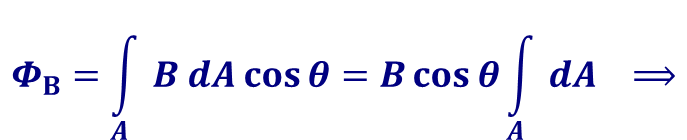 Φ_B = ∫_A B dA cos θ = B cos θ ∫_A dA ⟹